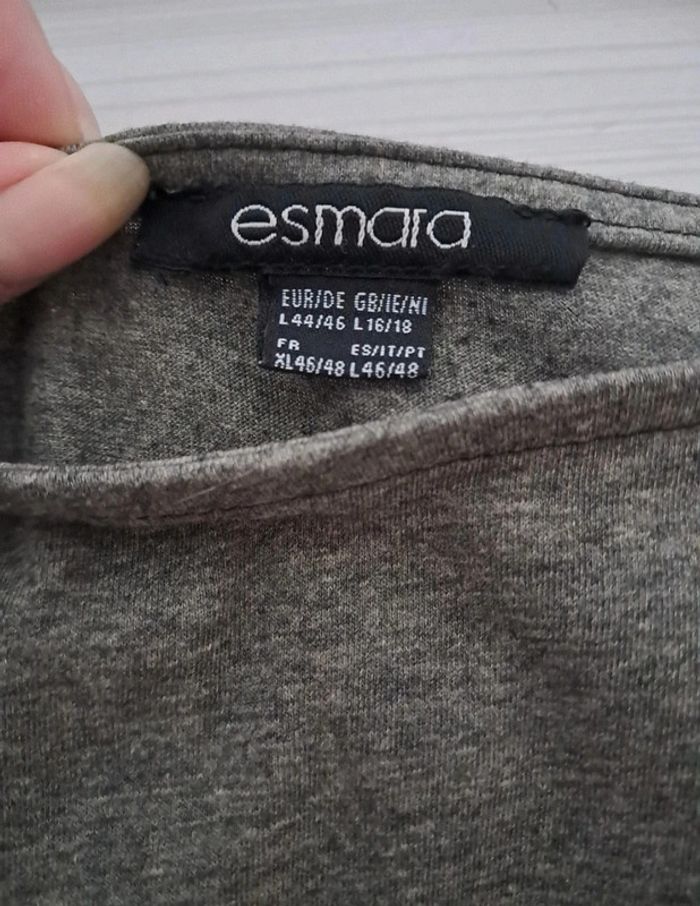 esmara
EUR/DE GB/IE/NI
L44/46 L16/18
FR ES/IT/PT
XL46/48 L46/48